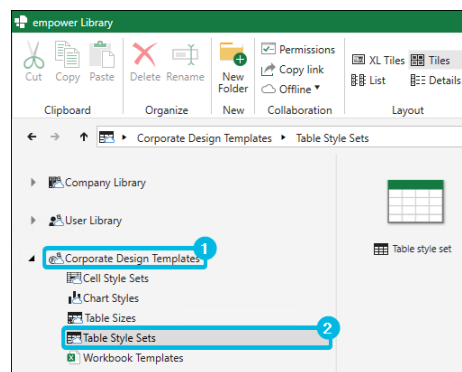 empower Library
Permissions
Copy link
Offline
XL Tiles
Tiles
List
Details
Cut
Copy
Paste
Delete
Rename
New
Folder
Clipboard
Organize
New
Collaboration
Layout
Corporate Design Templates
Table Style Sets
Company Library
User Library
1
Corporate Design Templates
Cell Style Sets
Chart Styles
Table Sizes
2
Table Style Sets
Workbook Templates
Table style set